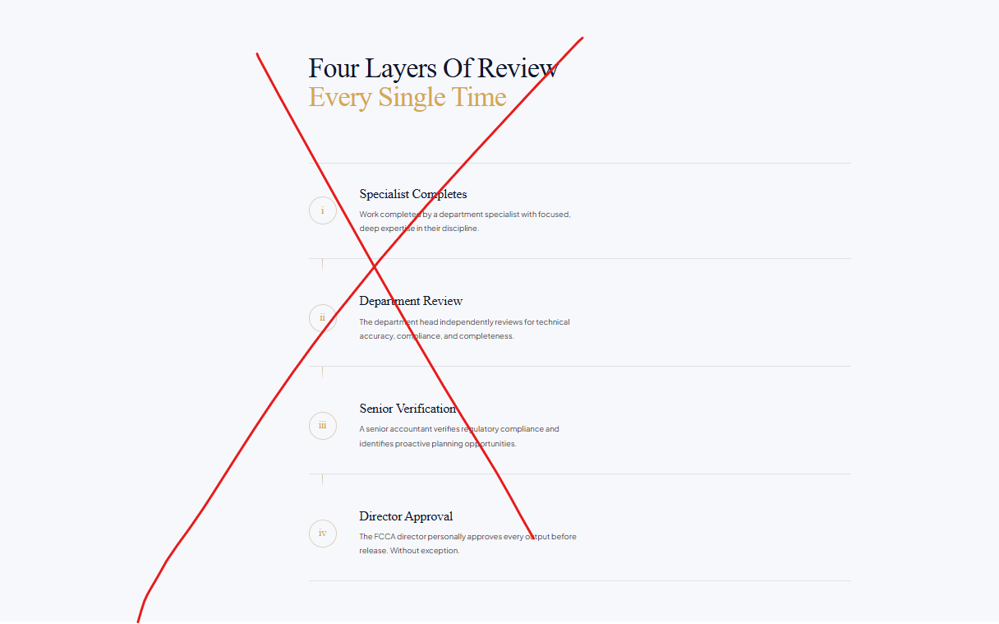 Four Layers Of Review
Every Single Time
i
Specialist Completes
Work completed by a department specialist with focused,
deep expertise in their discipline.
ii
Department Review
The department head independently reviews for technical
accuracy, compliance, and completeness.
iii
Senior Verification
A senior accountant verifies regulatory compliance and
identifies proactive planning opportunities.
iv
Director Approval
The FCCA director personally approves every output before
release. Without exception.